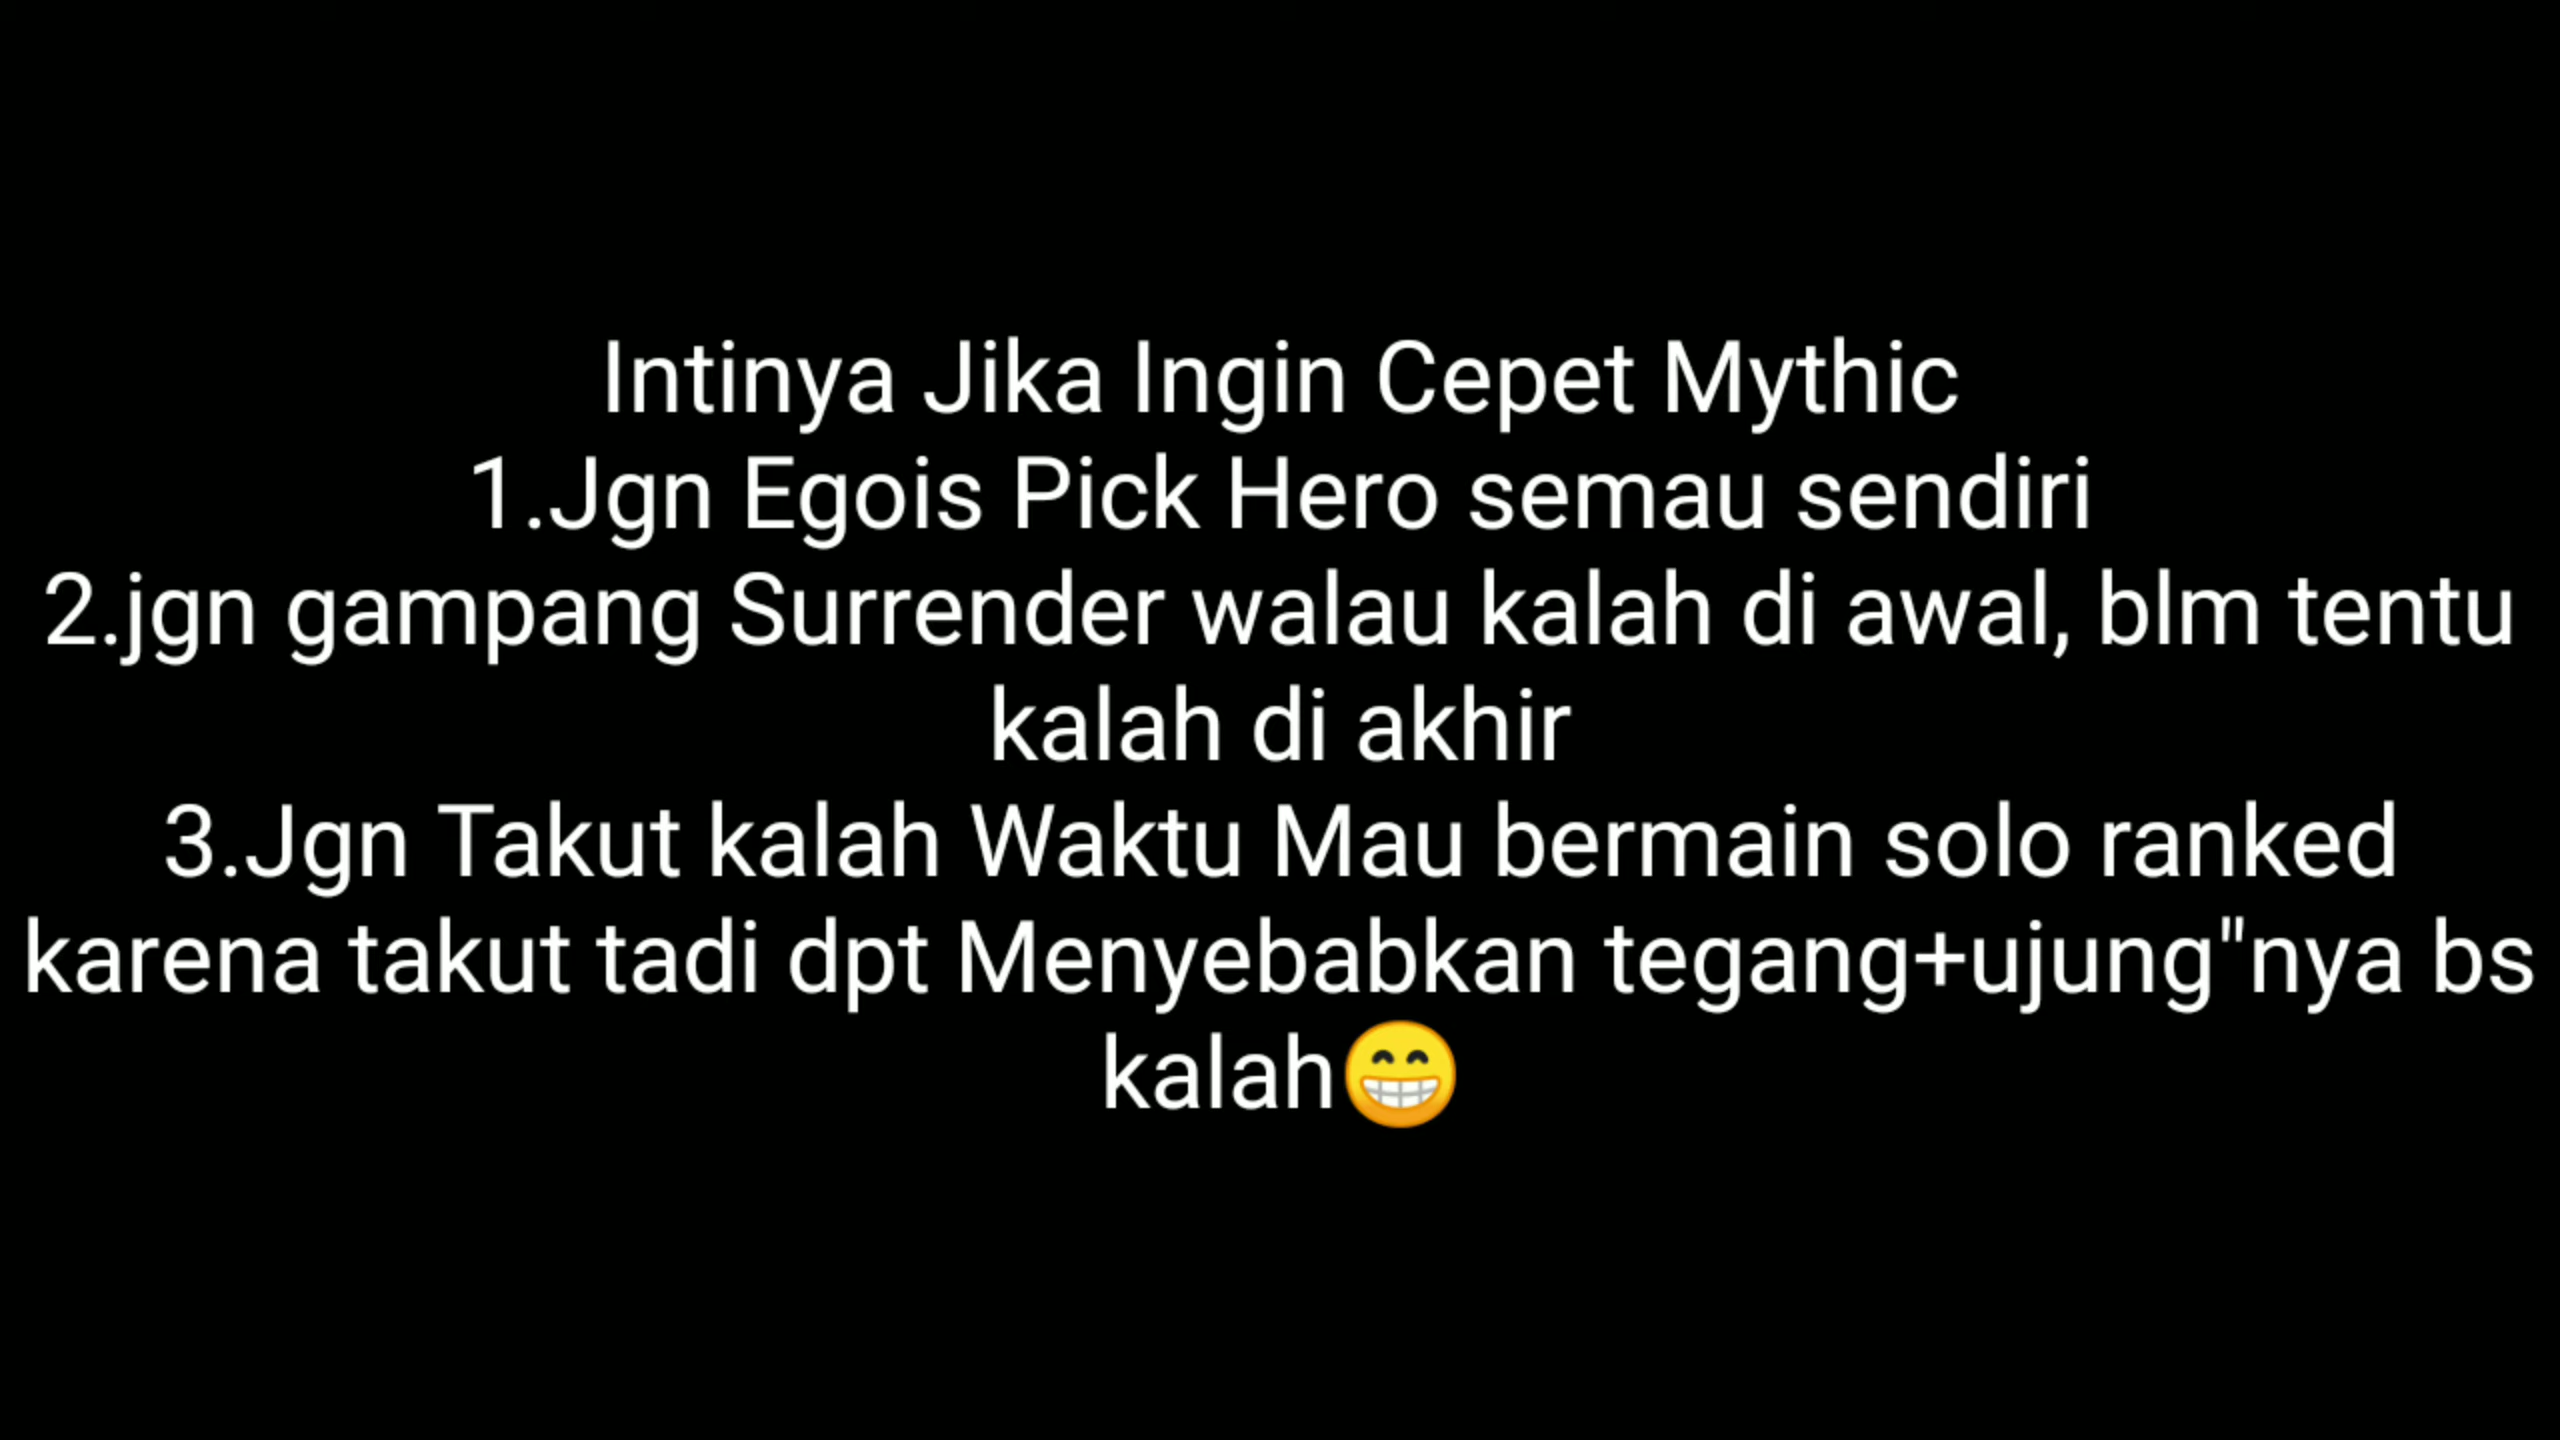 Intinya Jika Ingin Cepet Mythic
1.Jgn Egois Pick Hero semau sendiri
2.jgn gampang Surrender walau kalah di awal, blm tentu
kalah di akhir
3.Jgn Takut kalah Waktu Mau bermain solo ranked
karena takut tadi dpt Menyebabkan tegang+ujung"nya bs
kalah😁